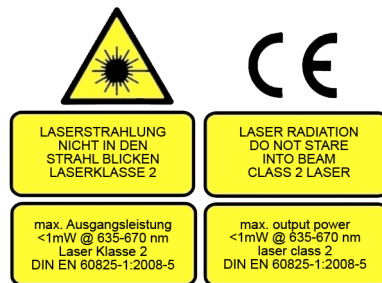 CE
LASERSTRAHLUNG
NICHT IN DEN
STRAHL BLICKEN
LASERKLASSE 2
LASER RADIATION
DO NOT STARE
INTO BEAM
CLASS 2 LASER
max. Ausgangsleistung
<1mW @ 635-670 nm
Laser Klasse 2
DIN EN 60825-1:2008-5
max. output power
<1mW @ 635-670 nm
laser class 2
DIN EN 60825-1:2008-5